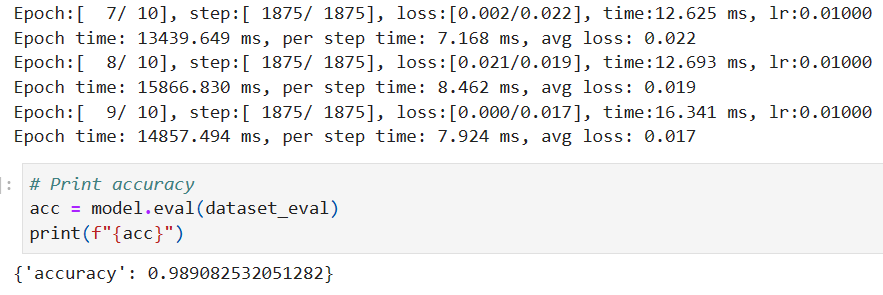 Epoch:[  7/ 10], step:[ 1875/ 1875], loss:[0.002/0.022], time:12.625 ms, lr:0.01000
Epoch time: 13439.649 ms, per step time: 7.168 ms, avg loss: 0.022
Epoch:[  8/ 10], step:[ 1875/ 1875], loss:[0.021/0.019], time:12.693 ms, lr:0.01000
Epoch time: 15866.830 ms, per step time: 8.462 ms, avg loss: 0.019
Epoch:[  9/ 10], step:[ 1875/ 1875], loss:[0.000/0.017], time:16.341 ms, lr:0.01000
Epoch time: 14857.494 ms, per step time: 7.924 ms, avg loss: 0.017
]: # Print accuracy
acc = model.eval(dataset_eval)
print(f"{acc}")
{'accuracy': 0.989082532051282}